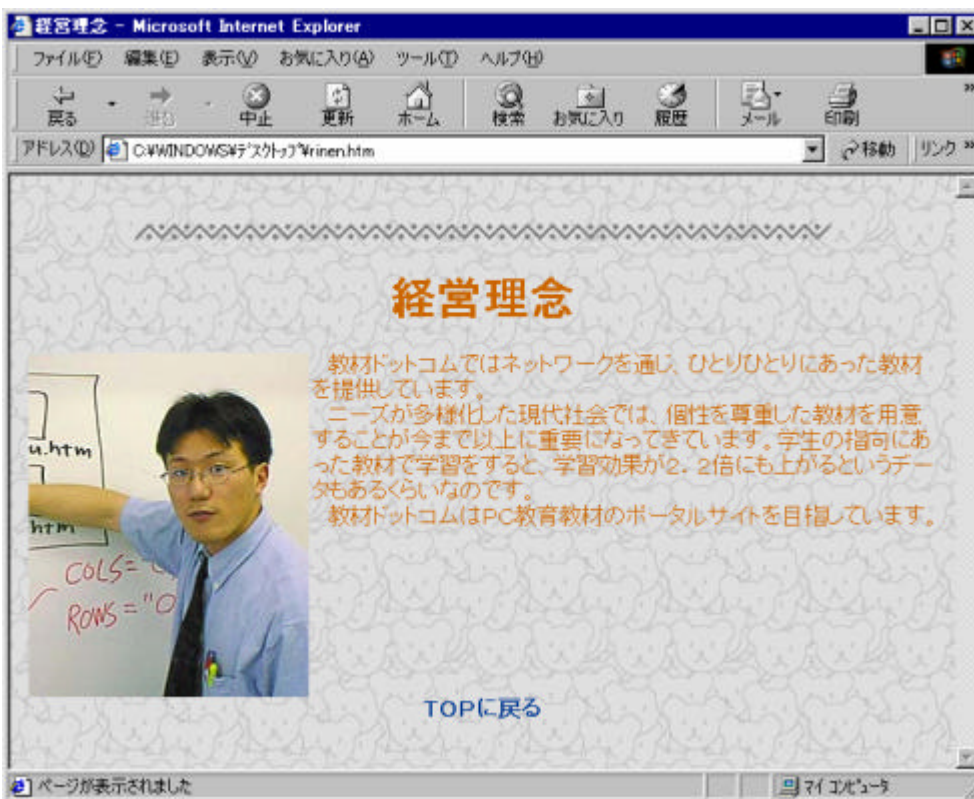 経営理念 - Microsoft Internet Explorer
ファイル(F) 編集(E) 表示(V) お気に入り(A) ツール(T) ヘルプ(H)
戻る 進む 中止 更新 ホーム 検索 お気に入り 履歴 メール 印刷
アドレス(D) C:¥WINDOWS¥デスクトップ¥rinen.htm 移動 リンク »
経営理念
教材ドットコムではネットワークを通じ、ひとりひとりにあった教材
を提供しています。
ニーズが多様化した現代社会では、個性を尊重した教材を用意
することが今まで以上に重要になってきています。学生の指向にあ
った教材で学習をすると、学習効果が2．2倍にも上がるというデー
タもあるくらいなのです。
教材ドットコムはPC教育教材のポータルサイトを目指しています。
u.htm
htm
COLS="
ROWS="0
TOPに戻る
ページが表示されました
マイ コンピュータ